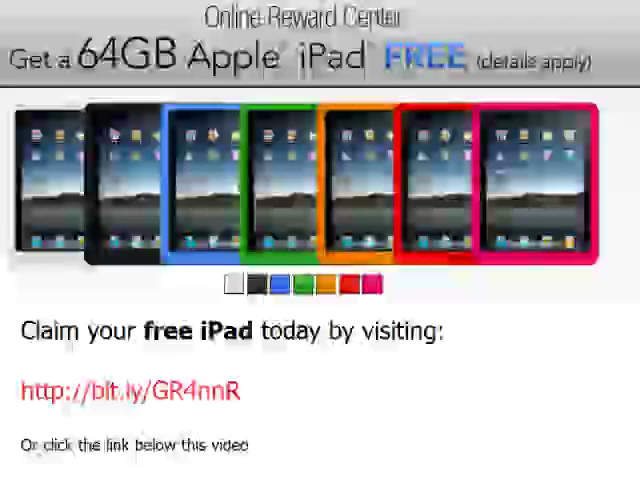 Online Reward Center
Get a 64GB Apple iPad FREE (details apply)
Claim your free iPad today by visiting:
http://bit.ly/GR4nnR
Or click the link below this video